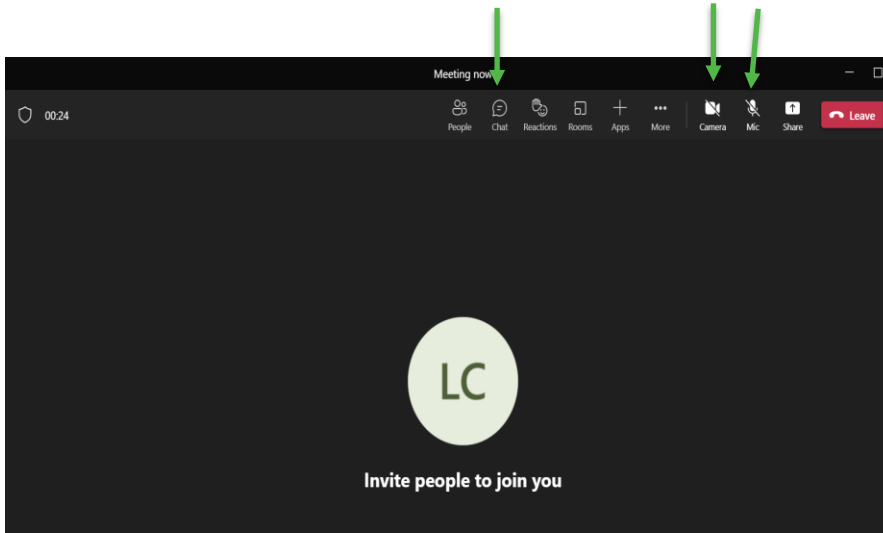 Meeting now
00:24
People Chat Reactions Rooms Apps More Camera Mic Share Leave
LC
Invite people to join you